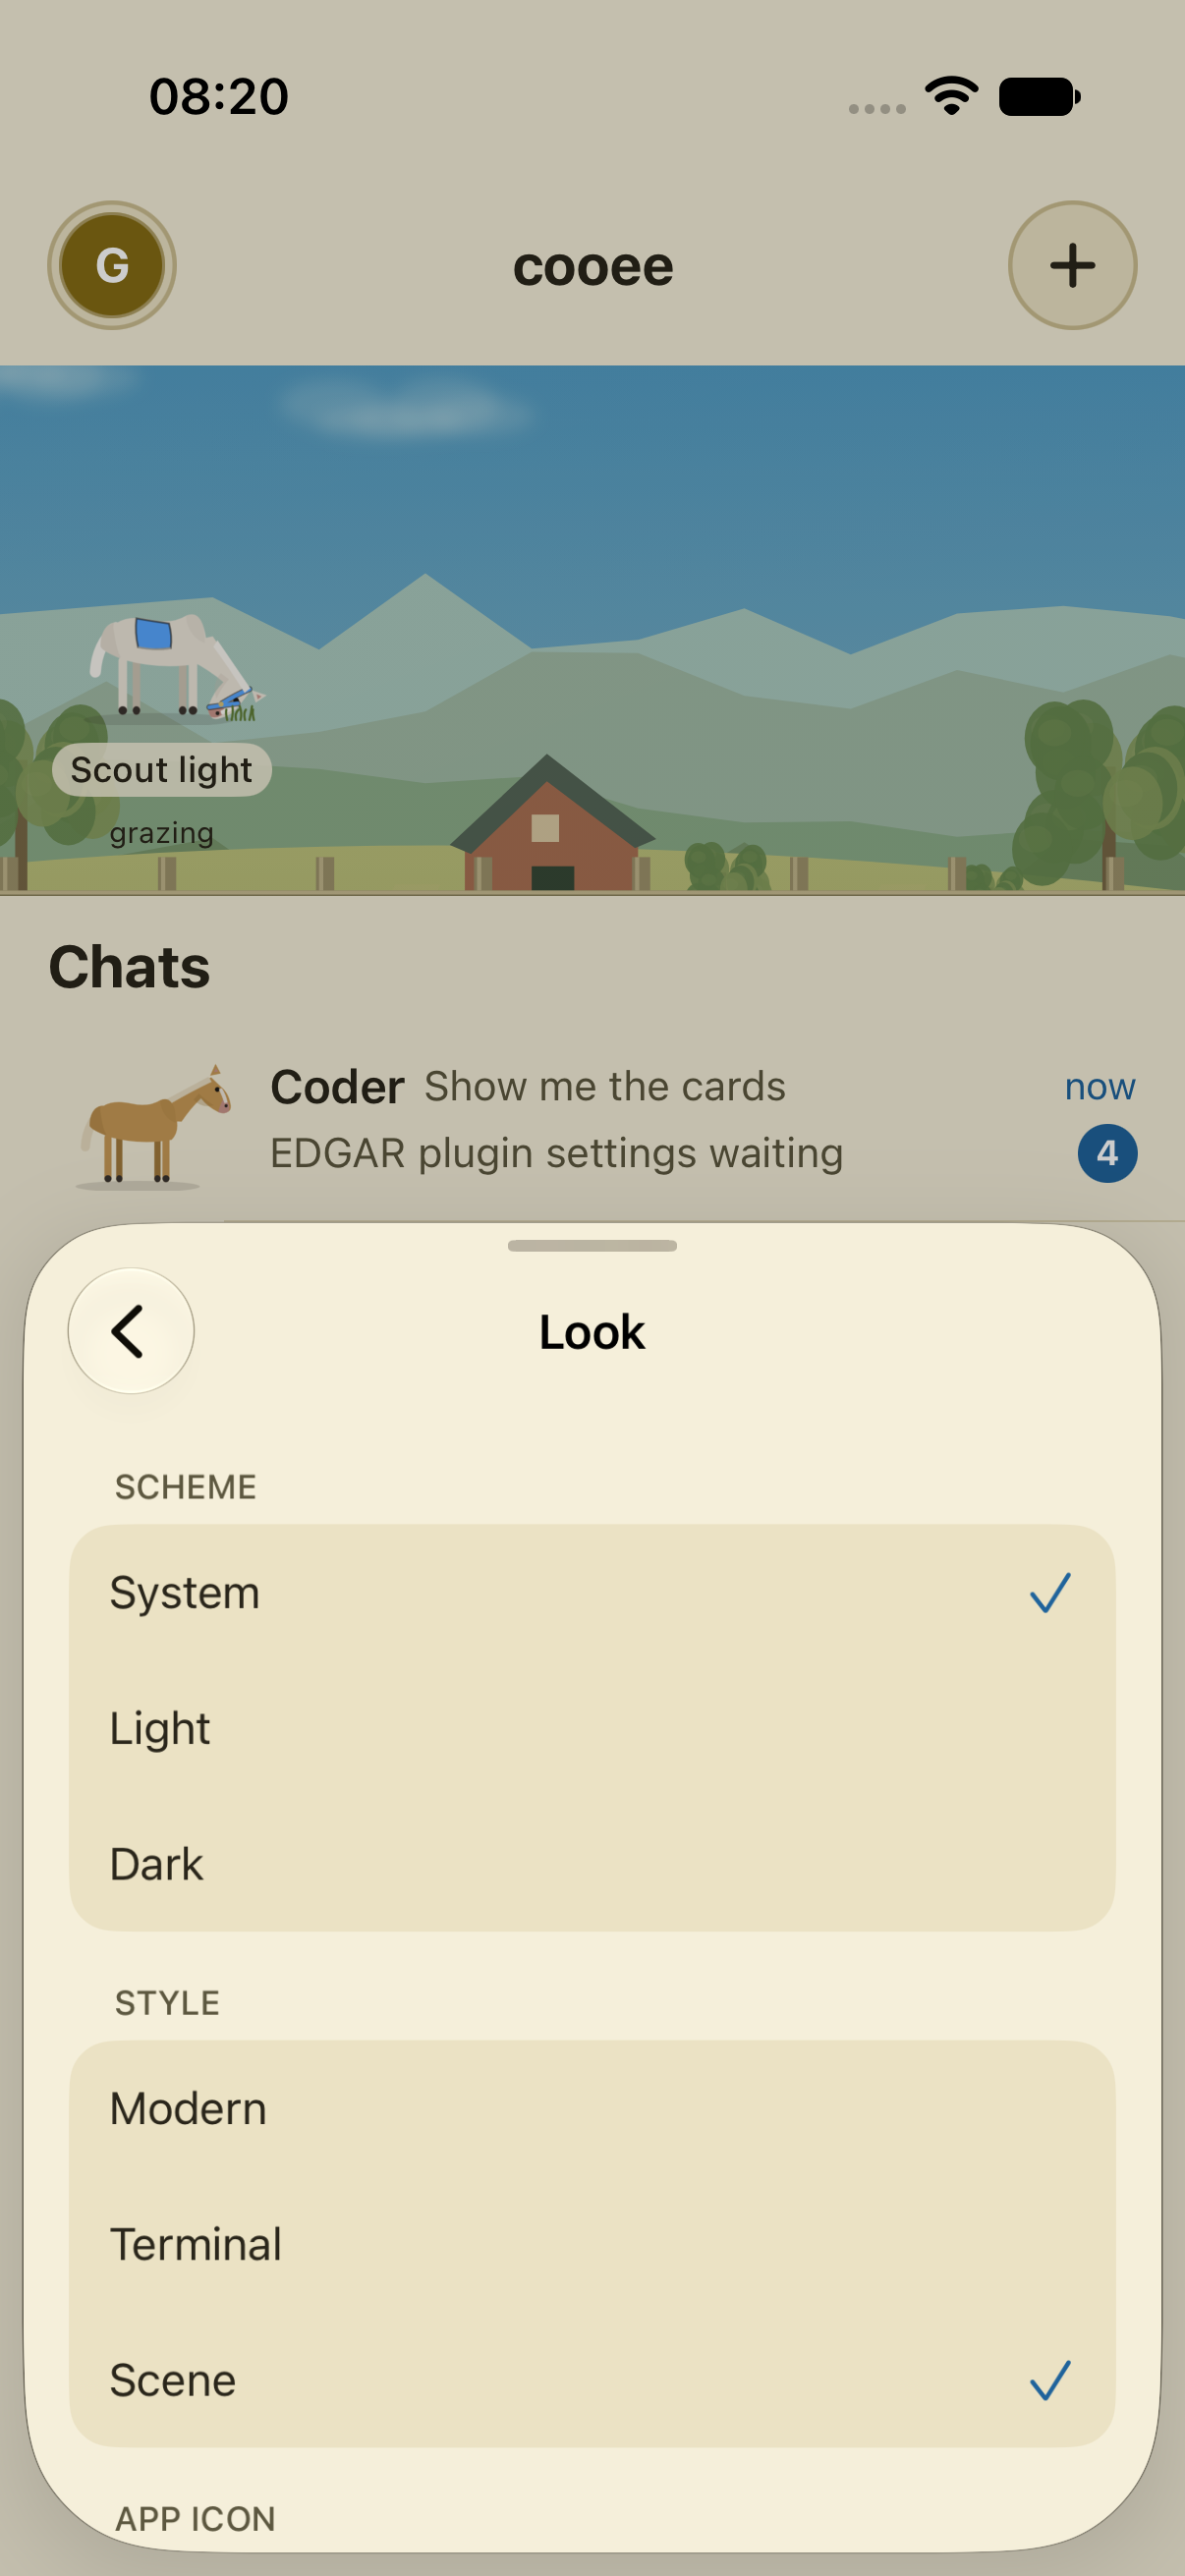 08:20
G
cooee
Scout light
grazing
Chats
Coder Show me the cards now
EDGAR plugin settings waiting 4
Look
SCHEME
System
Light
Dark
STYLE
Modern
Terminal
Scene
APP ICON